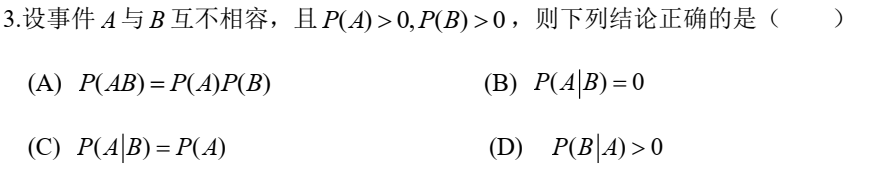 3.设事件 A 与 B 互不相容，且 P(A)>0,P(B)>0，则下列结论正确的是（　　）
(A) P(AB)=P(A)P(B)　(B) P(A|B)=0
(C) P(A|B)=P(A)　(D) P(B|A)>0